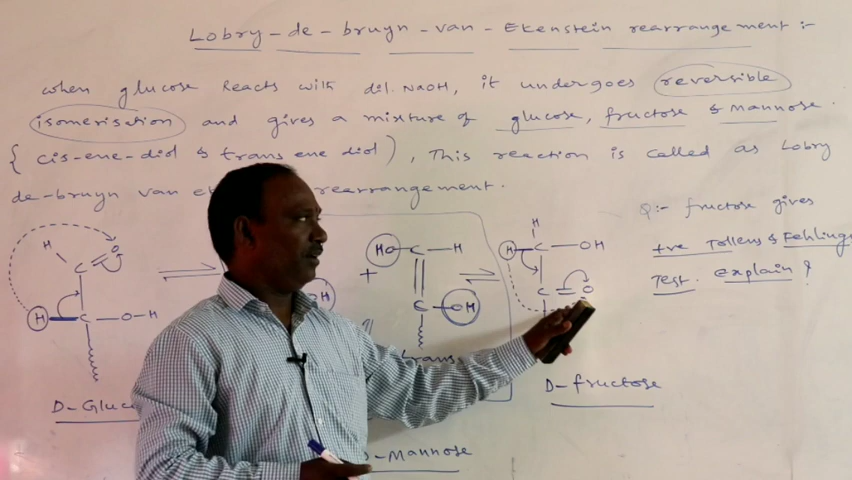 Lobry-de-bruyn-van-Ekenstein rearrangement:-
when glucose reacts with dil. NaOH, it undergoes reversible
isomerisation and gives a mixture of glucose, fructose & Mannose.
{ cis-ene-diol & trans ene diol), This reaction is called as Lobry
de-bruyn van rearrangement.
Q:- fructose gives
+ve Tollens & Fehlings
Test. explain?
H
C
O
H
C
O-H
D-Gluc
H
HO
C
H
+
C
OH
trans
-Mannose
H
H
C
OH
C
O
D-fructose